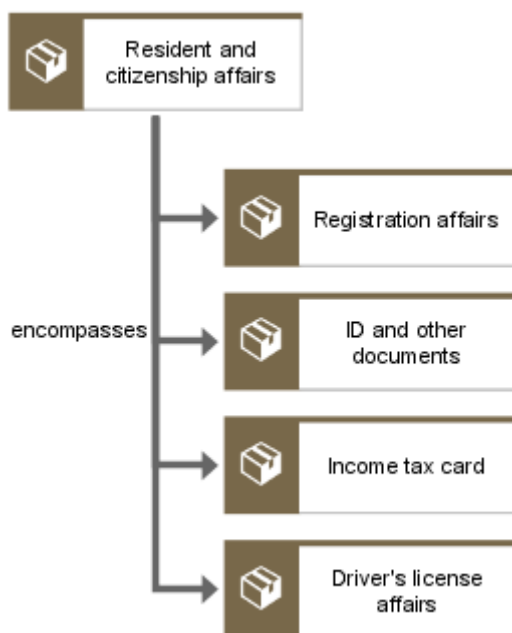 Resident and
citizenship affairs
Registration affairs
encompasses
ID and other
documents
Income tax card
Driver's license
affairs